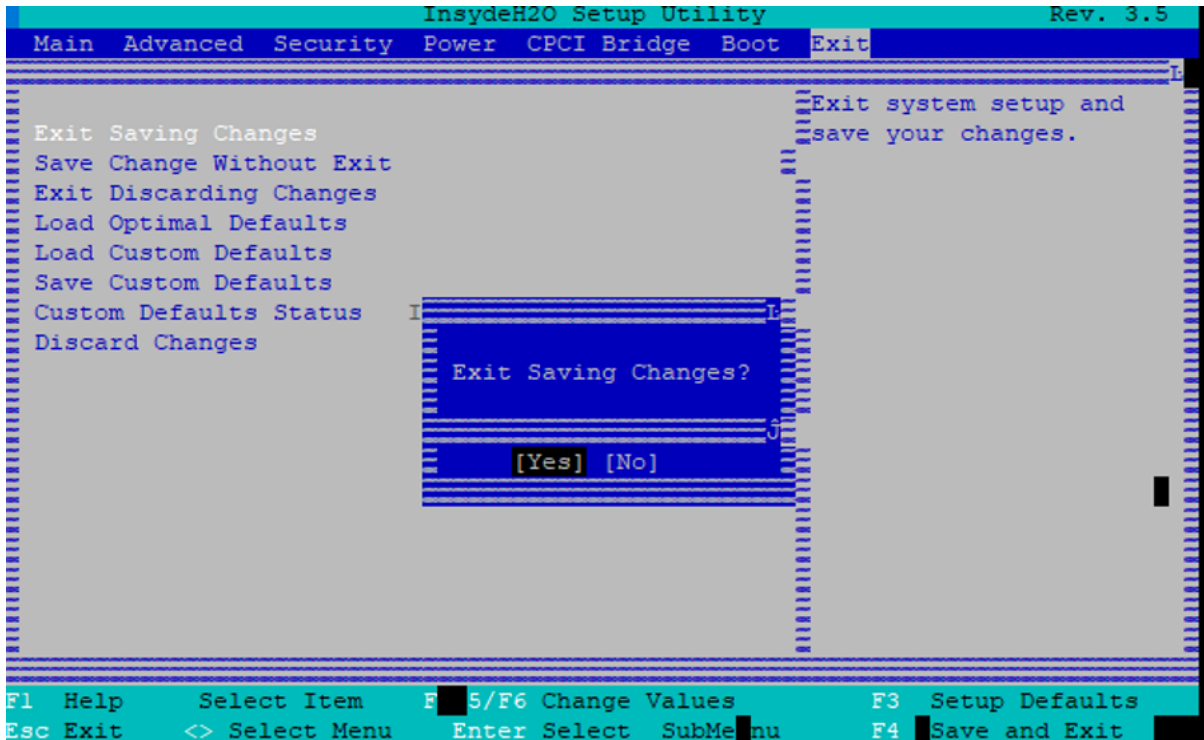 InsydeH2O Setup Utility Rev. 3.5
Main Advanced Security Power CPCI Bridge Boot Exit
Exit Saving Changes
Save Change Without Exit
Exit Discarding Changes
Load Optimal Defaults
Load Custom Defaults
Save Custom Defaults
Custom Defaults Status I
Discard Changes
Exit system setup and
save your changes.
Exit Saving Changes?
[Yes] [No]
F1 Help Select Item F 5/F6 Change Values F3 Setup Defaults
Esc Exit <> Select Menu Enter Select SubMe nu F4 Save and Exit